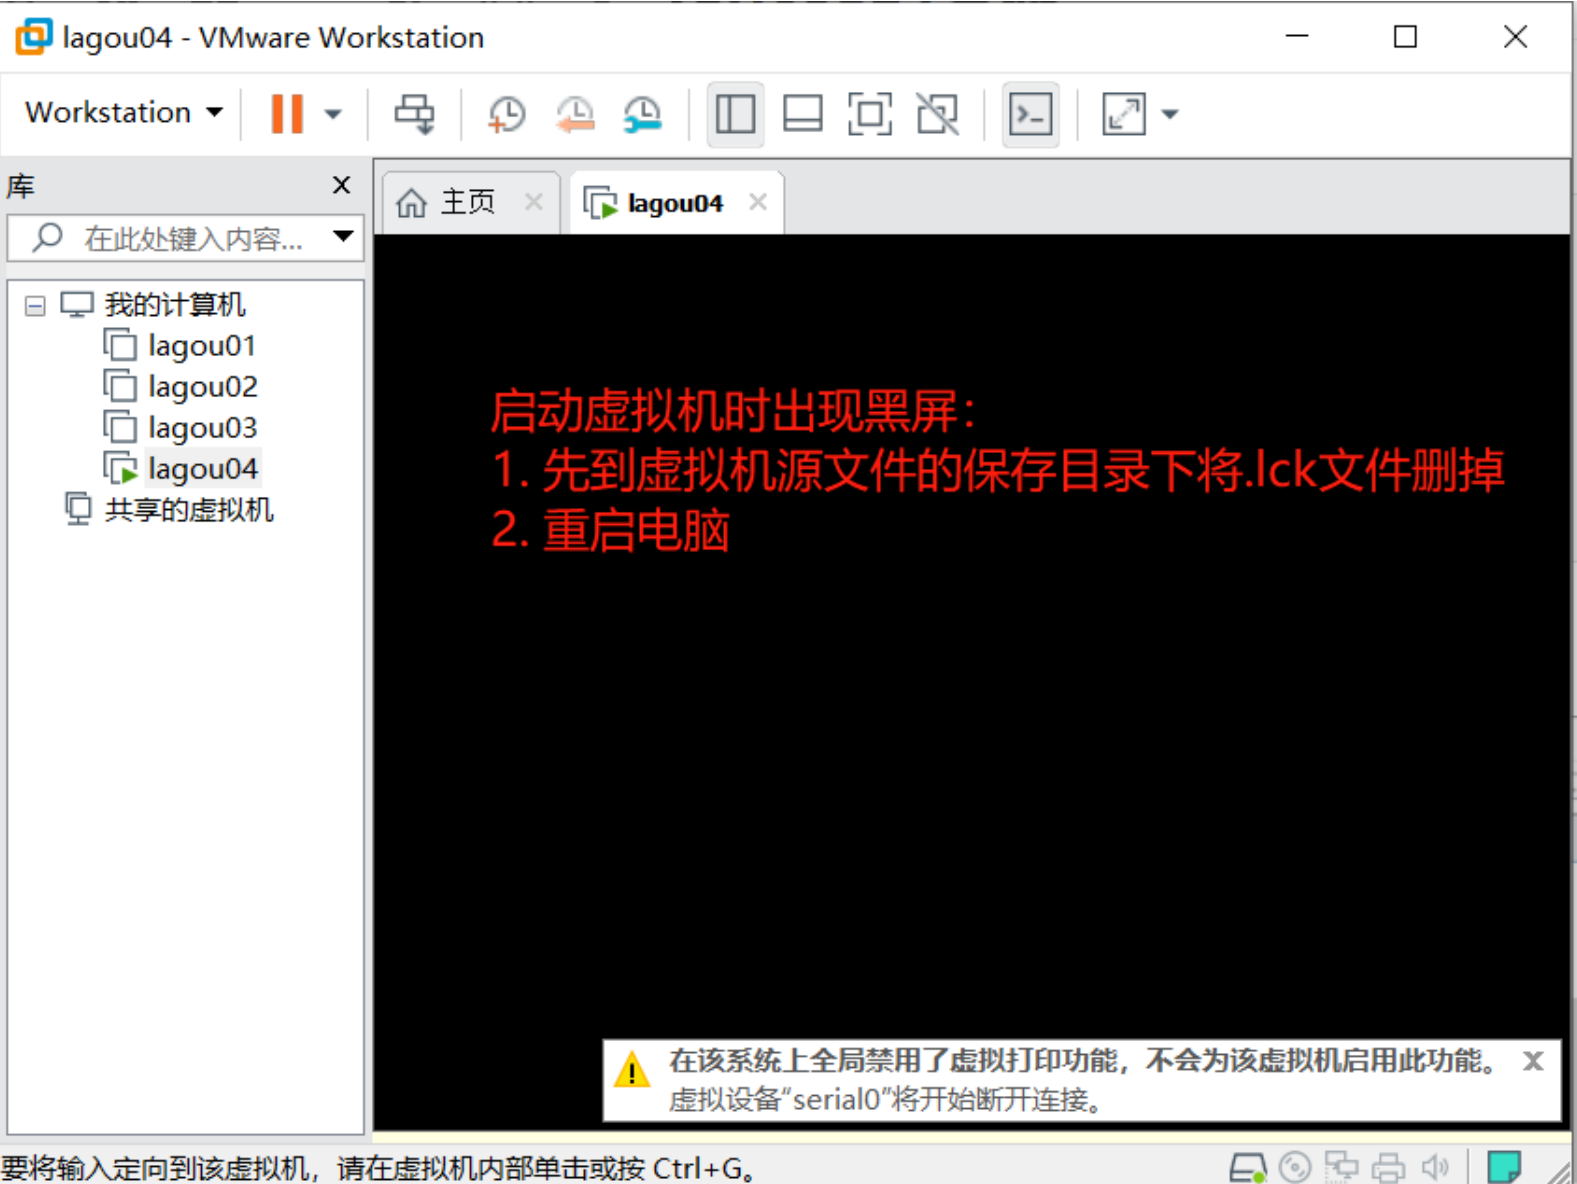 lagou04 - VMware Workstation
Workstation
库
主页
lagou04
在此处键入内容...
我的计算机
lagou01
lagou02
lagou03
lagou04
共享的虚拟机
启动虚拟机时出现黑屏：
1. 先到虚拟机源文件的保存目录下将.lck文件删掉
2. 重启电脑
在该系统上全局禁用了虚拟打印功能，不会为该虚拟机启用此功能。
虚拟设备“serial0”将开始断开连接。
要将输入定向到该虚拟机，请在虚拟机内部单击或按 Ctrl+G。